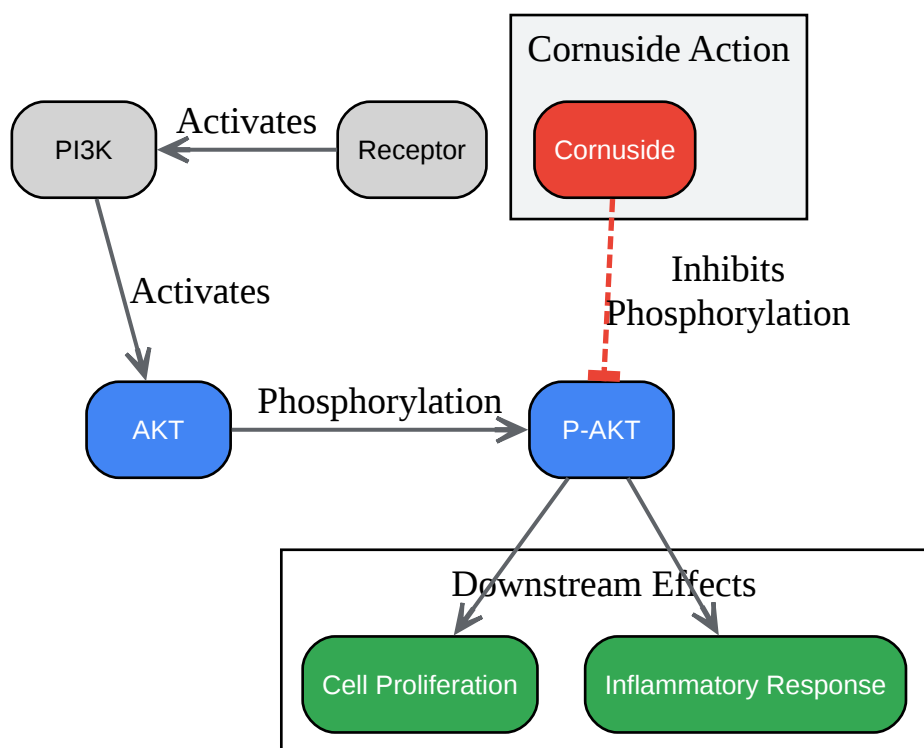 Cornuside Action
Activates
PI3K
Receptor
Cornuside
Inhibits
Phosphorylation
Activates
Phosphorylation
AKT
P-AKT
Downstream Effects
Cell Proliferation
Inflammatory Response